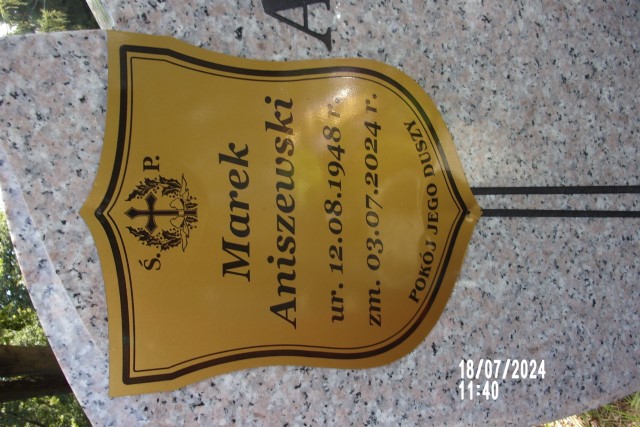 Ś. P.
Marek
Aniszewski
ur. 12.08.1948 r.
zm. 03.07.2024 r.
POKÓJ JEGO DUSZY
A
18/07/2024
11:40